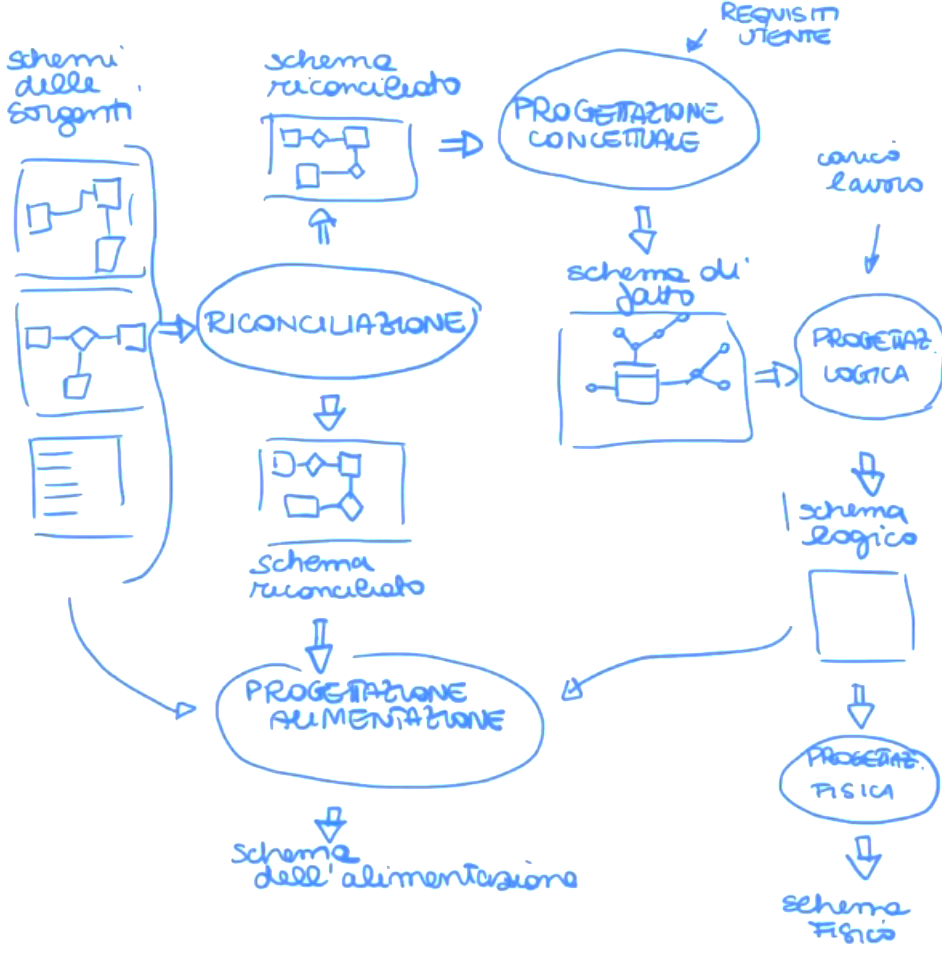 REQUISITI
UTENTE
schemi
delle
sorgenti
schema
riconciliato
PROGETTAZIONE
CONCETTUALE
carico
lavoro
schema di
fatto
RICONCILIAZIONE
PROGETTAZ.
LOGICA
schema
logico
schema
riconciliato
PROGETTAZIONE
ALIMENTAZIONE
PROGETTAZ.
FISICA
schema
dell'alimentazione
schema
FISICO